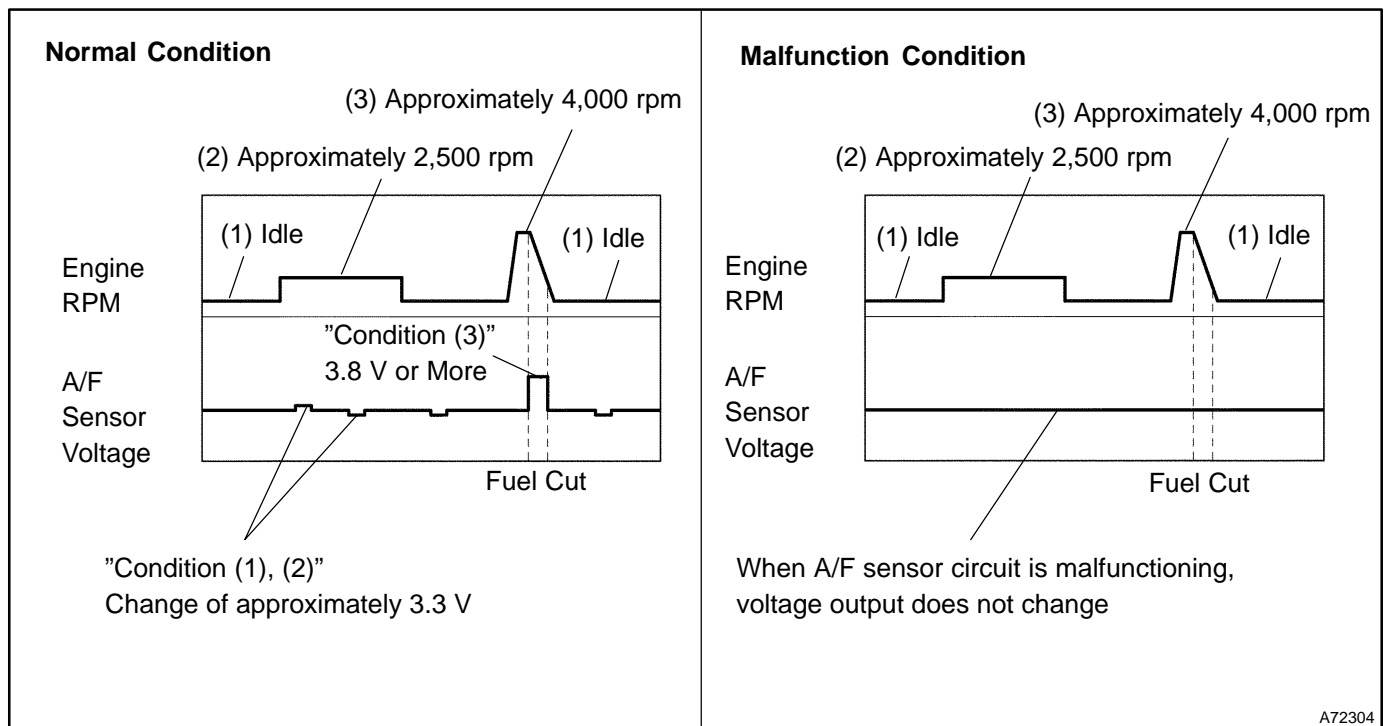 Normal Condition
(3) Approximately 4,000 rpm
(2) Approximately 2,500 rpm
(1) Idle
(1) Idle
Engine
RPM
”Condition (3)”
3.8 V or More
A/F
Sensor
Voltage
Fuel Cut
”Condition (1), (2)”
Change of approximately 3.3 V
Malfunction Condition
(3) Approximately 4,000 rpm
(2) Approximately 2,500 rpm
(1) Idle
(1) Idle
Engine
RPM
A/F
Sensor
Voltage
Fuel Cut
When A/F sensor circuit is malfunctioning,
voltage output does not change
A72304